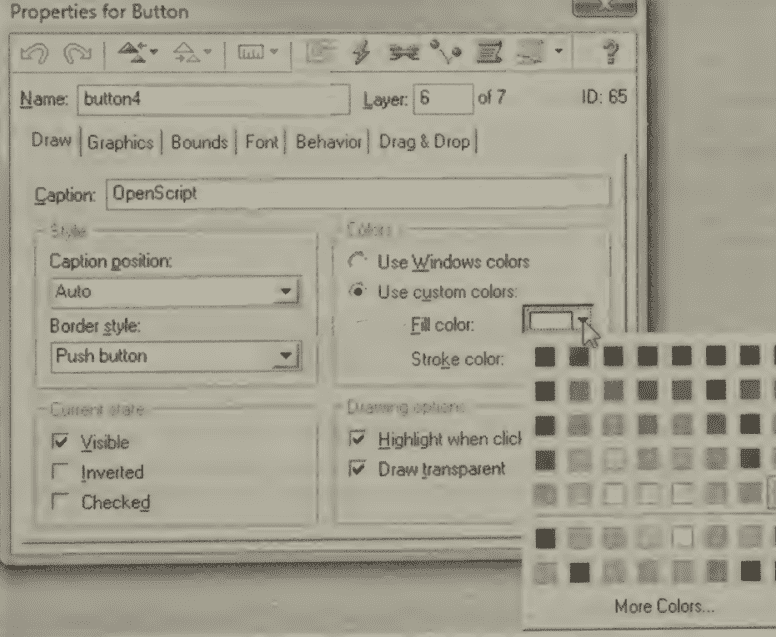 Properties for Button
Name: button4 Layer: 6 of 7 ID: 65
Draw Graphics Bounds Font Behavior Drag & Drop
Caption: OpenScript
Style
Caption position:
Auto
Border style:
Push button
Colors
Use Windows colors
Use custom colors:
Fill color:
Stroke color:
Current state
Visible
Inverted
Checked
Drawing options
Highlight when click
Draw transparent
More Colors...